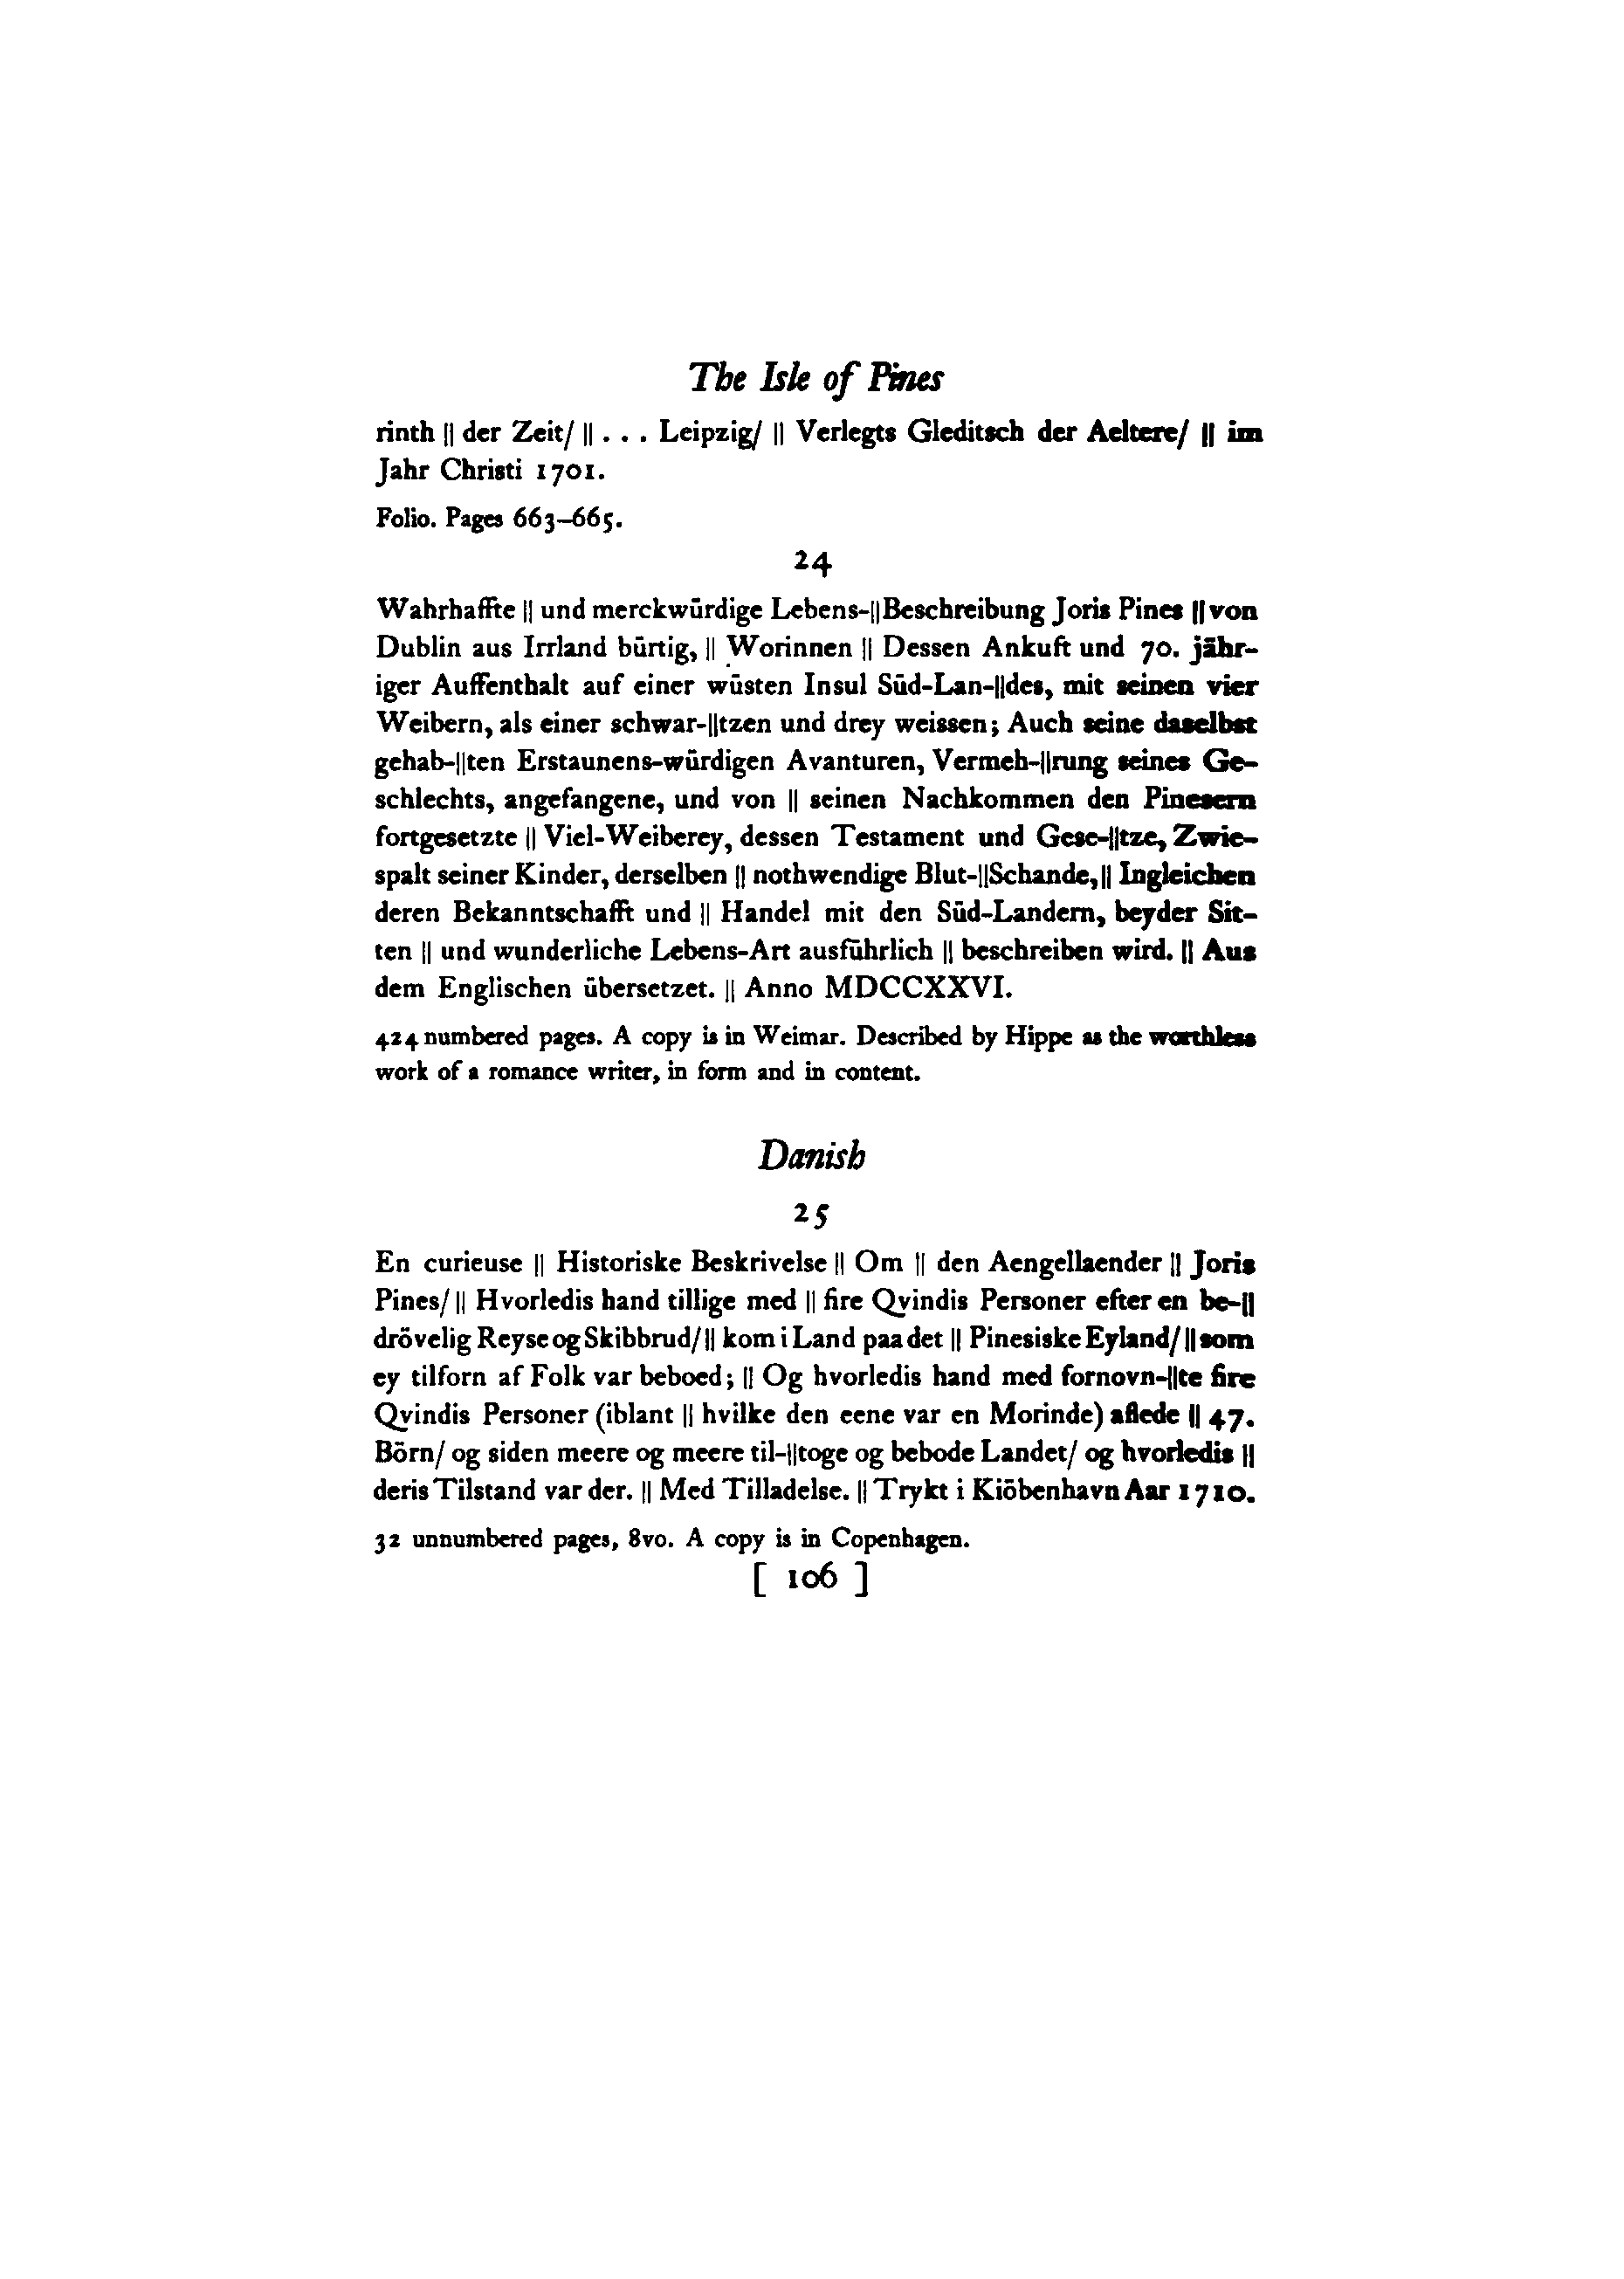 The Isle of Pines
rinth || der Zeit/ || . . . Leipzig/ || Verlegts Gleditsch der Aeltere/ || im
Jahr Christi 1701.
Folio. Pages 663–665.
24
Wahrhaffte || und merckwürdige Lebens-||Beschreibung Joris Pines || von
Dublin aus Irrland bürtig, || Worinnen || Dessen Ankuft und 70. jähr-
iger Auffenthalt auf einer wüsten Insul Süd-Lan-||des, mit seinen vier
Weibern, als einer schwar-||tzen und drey weissen; Auch seine daselbst
gehab-||ten Erstaunens-würdigen Avanturen, Vermeh-||rung seines Ge-
schlechts, angefangene, und von || seinen Nachkommen den Pinesern
fortgesetzte || Viel-Weiberey, dessen Testament und Gese-||tze, Zwie-
spalt seiner Kinder, derselben || nothwendige Blut-||Schande, || Ingleichen
deren Bekanntschafft und || Handel mit den Süd-Landern, beyder Sit-
ten || und wunderliche Lebens-Art ausführlich || beschreiben wird. || Aus
dem Englischen übersetzet. || Anno MDCCXXVI.
424 numbered pages. A copy is in Weimar. Described by Hippe as the worthless
work of a romance writer, in form and in content.
Danish
25
En curieuse || Historiske Beskrivelse || Om || den Aengellaender || Joris
Pines/ || Hvorledis hand tillige med || fire Qvindis Personer efter en be-||
drövelig Reyse og Skibbrud/ || kom i Land paa det || Pinesiske Eyland/ || som
ey tilforn af Folk var beboed; || Og hvorledis hand med fornovn-||te fire
Qvindis Personer (iblant || hvilke den eene var en Morinde) aflede || 47.
Börn/ og siden meere og meere til-||toge og bebode Landet/ og hvorledis ||
deris Tilstand var der. || Med Tilladelse. || Trykt i Kiöbenhavn Aar 1710.
32 unnumbered pages, 8vo. A copy is in Copenhagen.
[ 106 ]